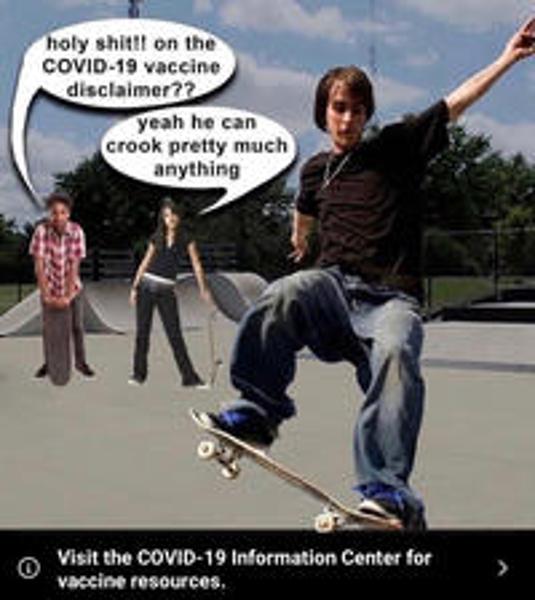 holy shit!! on the
COVID-19 vaccine
disclaimer??
yeah he can
crook pretty much
anything
Visit the COVID-19 Information Center for
vaccine resources.